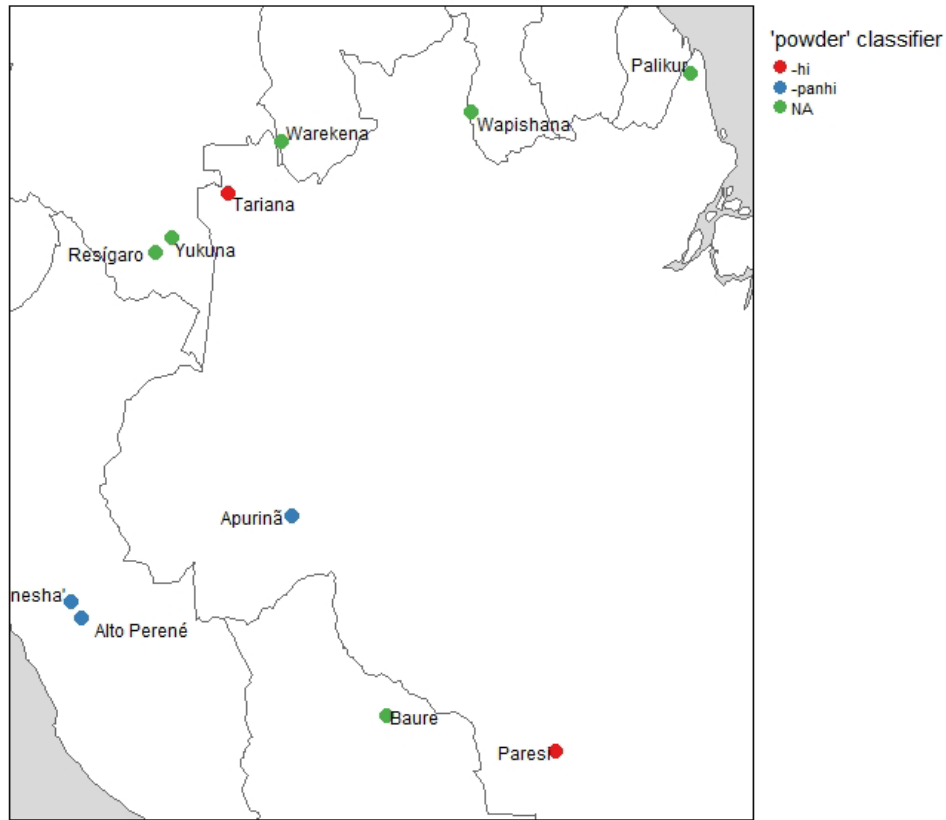 'powder' classifier
-hi
-panhi
NA
Palikur
Wapishana
Warekena
Tariana
Yukuna
Resígaro
Apurinã
nesha'
Alto Perené
Baure
Paresi